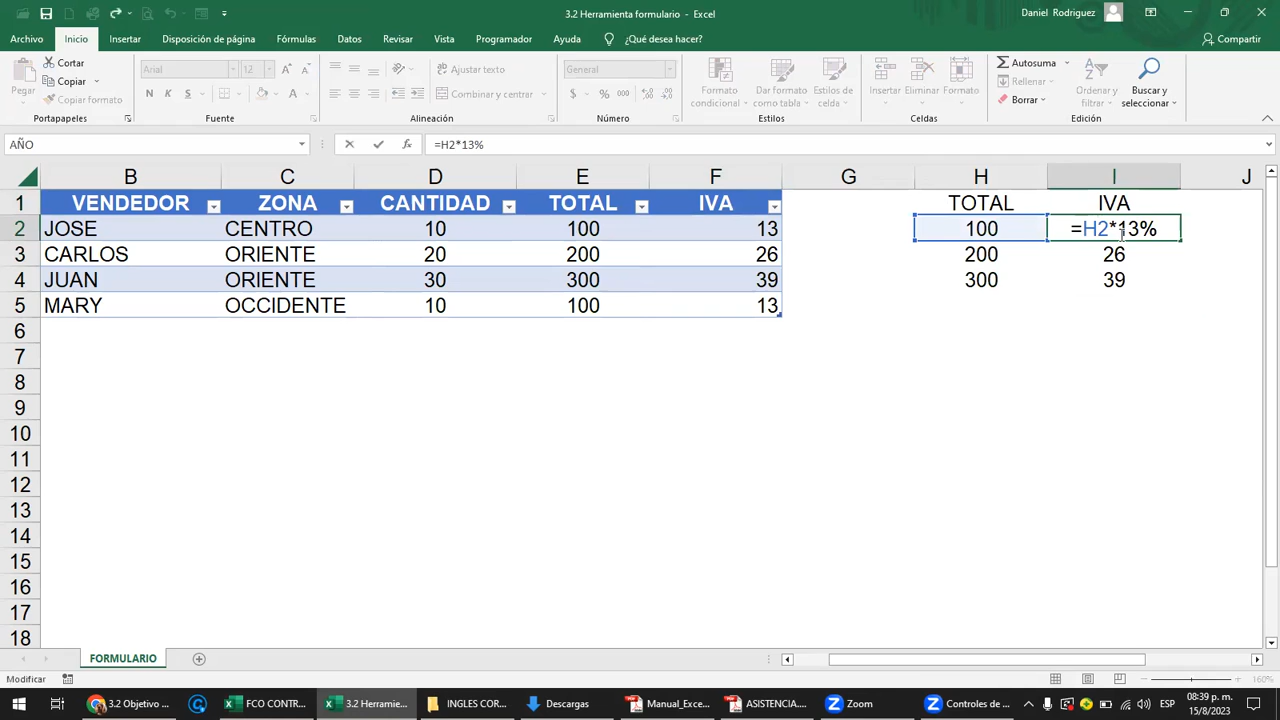 3.2 Herramienta formulario - Excel
Daniel Rodriguez
Archivo Inicio Insertar Disposición de página Fórmulas Datos Revisar Vista Programador Ayuda ¿Qué desea hacer? Compartir
Pegar
Cortar
Copiar
Copiar formato
Portapapeles
Arial 12
N K S
Fuente
Ajustar texto
Combinar y centrar
Alineación
General
$ % 000
Número
Formato condicional
Dar formato como tabla
Estilos de celda
Estilos
Insertar Eliminar Formato
Celdas
Autosuma
Rellenar
Borrar
Ordenar y filtrar
Buscar y seleccionar
Edición
AÑO
fx
=H2*13%
B C D E F G H I J
1 VENDEDOR ZONA CANTIDAD TOTAL IVA TOTAL IVA
2 JOSE CENTRO 10 100 13 100 =H2*13%
3 CARLOS ORIENTE 20 200 26 200 26
4 JUAN ORIENTE 30 300 39 300 39
5 MARY OCCIDENTE 10 100 13
6
7
8
9
10
11
12
13
14
15
16
17
18
FORMULARIO
Modificar
160%
3.2 Objetivo ...
FCO CONTR...
3.2 Herramie...
INGLES COR...
Descargas
Manual_Exce...
ASISTENCIA....
Zoom
Controles de ...
ESP
08:39 p. m.
15/8/2023